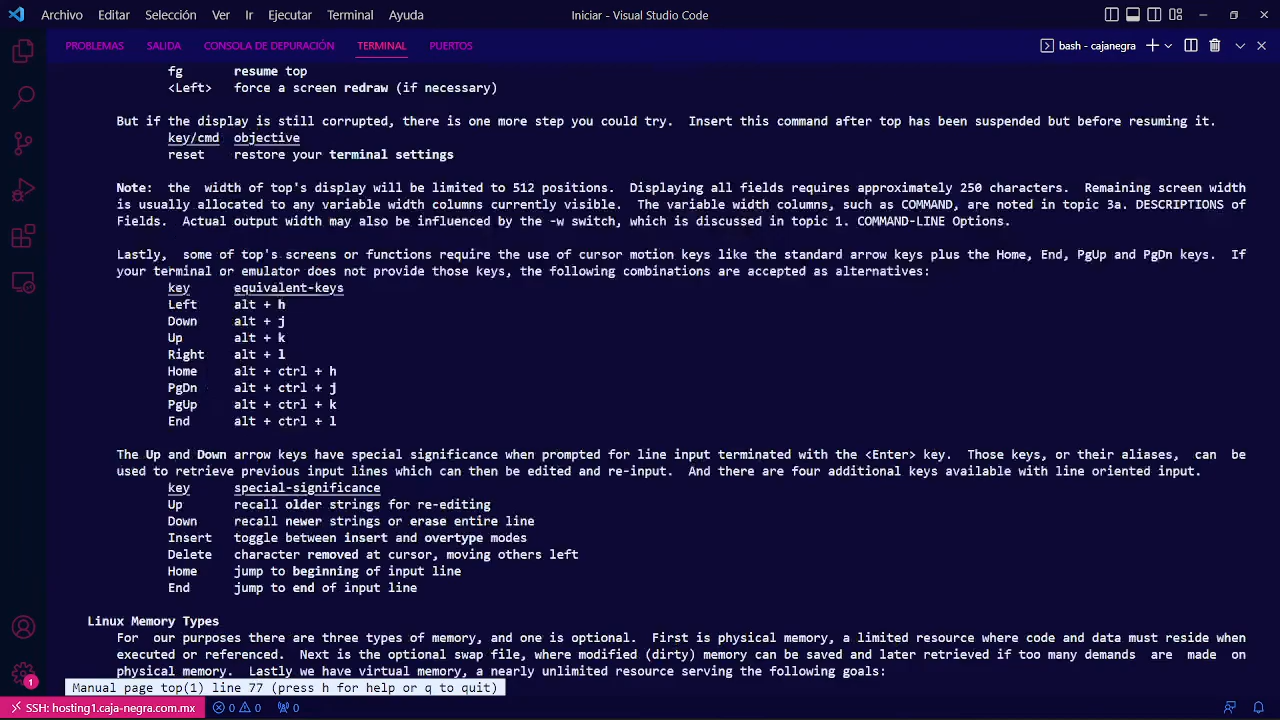 Archivo Editar Selección Ver Ir Ejecutar Terminal Ayuda Iniciar - Visual Studio Code
PROBLEMAS SALIDA CONSOLA DE DEPURACIÓN TERMINAL PUERTOS bash - cajanegra
fg resume top
<Left> force a screen redraw (if necessary)
But if the display is still corrupted, there is one more step you could try. Insert this command after top has been suspended but before resuming it.
key/cmd objective
reset restore your terminal settings
Note: the width of top's display will be limited to 512 positions. Displaying all fields requires approximately 250 characters. Remaining screen width
is usually allocated to any variable width columns currently visible. The variable width columns, such as COMMAND, are noted in topic 3a. DESCRIPTIONS of
Fields. Actual output width may also be influenced by the -w switch, which is discussed in topic 1. COMMAND-LINE Options.
Lastly, some of top's screens or functions require the use of cursor motion keys like the standard arrow keys plus the Home, End, PgUp and PgDn keys. If
your terminal or emulator does not provide those keys, the following combinations are accepted as alternatives:
key equivalent-keys
Left alt + h
Down alt + j
Up alt + k
Right alt + l
Home alt + ctrl + h
PgDn alt + ctrl + j
PgUp alt + ctrl + k
End alt + ctrl + l
The Up and Down arrow keys have special significance when prompted for line input terminated with the <Enter> key. Those keys, or their aliases, can be
used to retrieve previous input lines which can then be edited and re-input. And there are four additional keys available with line oriented input.
key special-significance
Up recall older strings for re-editing
Down recall newer strings or erase entire line
Insert toggle between insert and overtype modes
Delete character removed at cursor, moving others left
Home jump to beginning of input line
End jump to end of input line
Linux Memory Types
For our purposes there are three types of memory, and one is optional. First is physical memory, a limited resource where code and data must reside when
executed or referenced. Next is the optional swap file, where modified (dirty) memory can be saved and later retrieved if too many demands are made on
physical memory. Lastly we have virtual memory, a nearly unlimited resource serving the following goals:
Manual page top(1) line 77 (press h for help or q to quit)
1
SSH: hosting1.caja-negra.com.mx 0 0 0